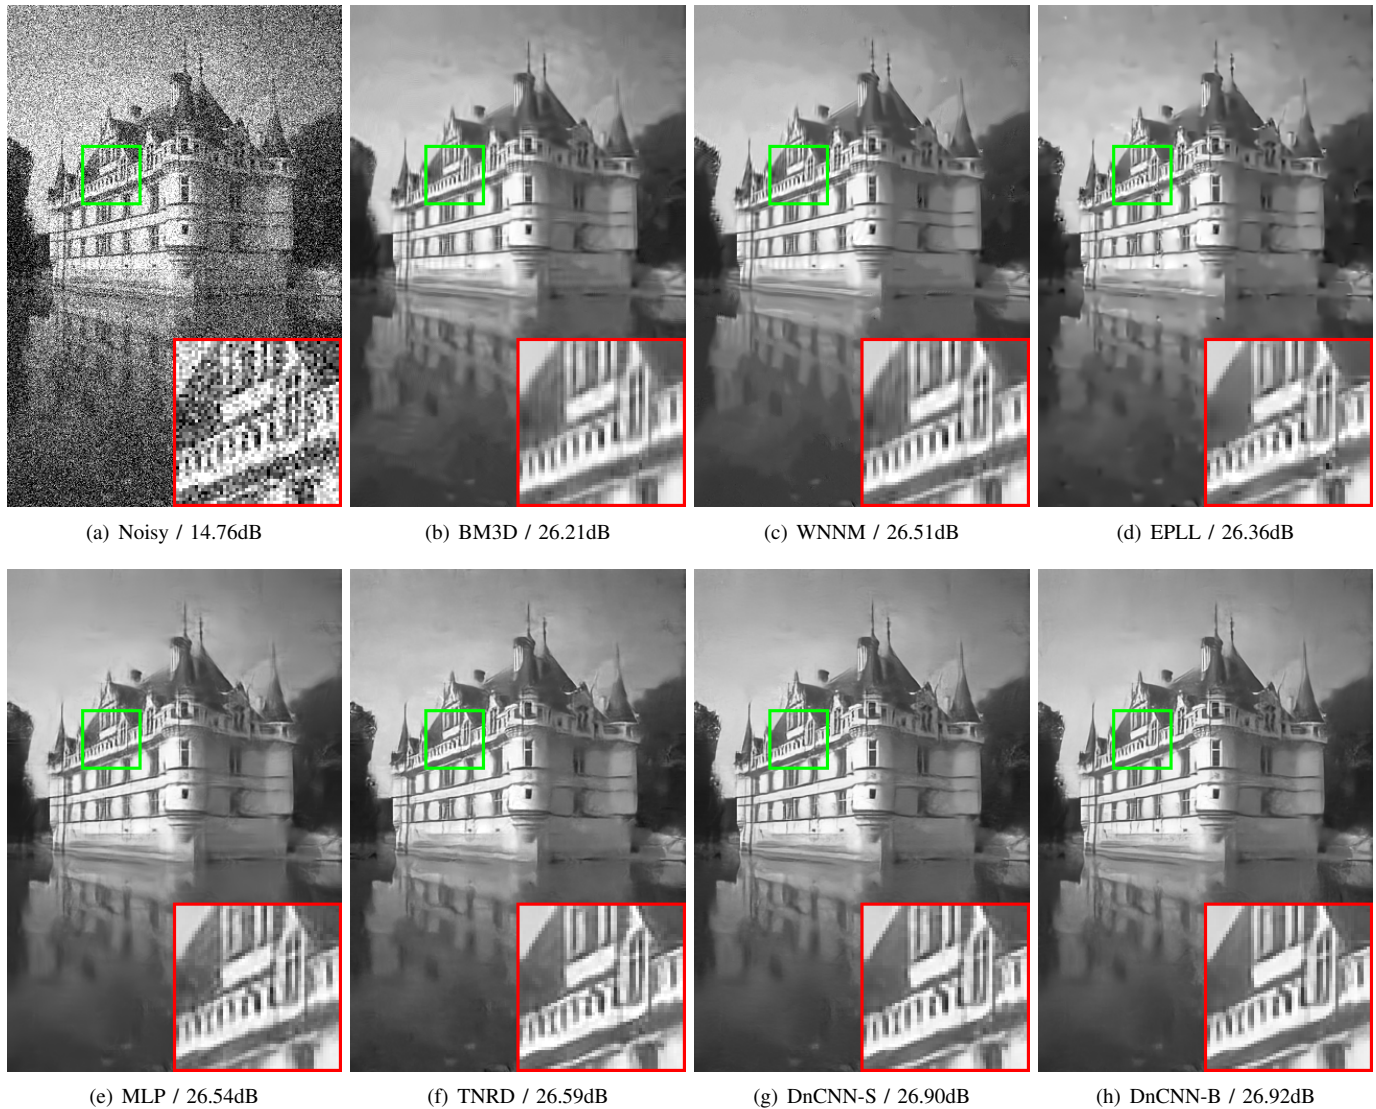 (a) Noisy / 14.76dB
(b) BM3D / 26.21dB
(c) WNNM / 26.51dB
(d) EPLL / 26.36dB
(e) MLP / 26.54dB
(f) TNRD / 26.59dB
(g) DnCNN-S / 26.90dB
(h) DnCNN-B / 26.92dB